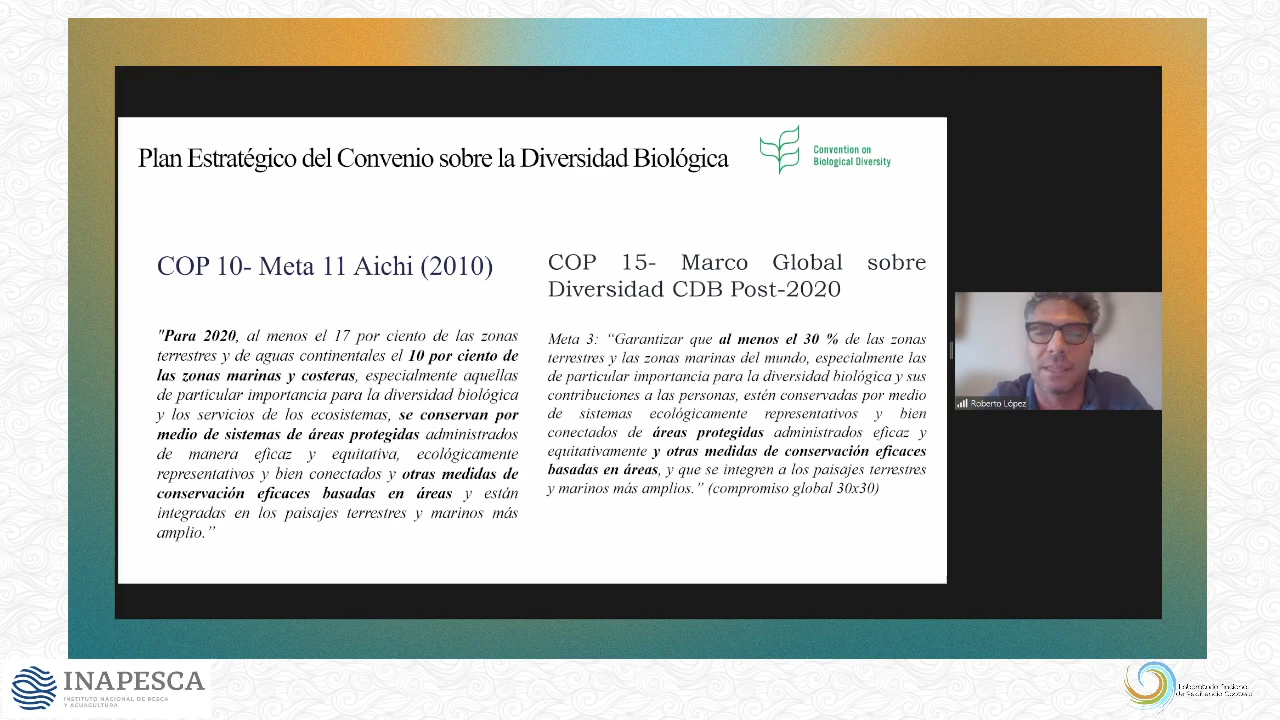 Plan Estratégico del Convenio sobre la Diversidad Biológica
Convention on
Biological Diversity
COP 10- Meta 11 Aichi (2010)
"Para 2020, al menos el 17 por ciento de las zonas
terrestres y de aguas continentales el 10 por ciento de
las zonas marinas y costeras, especialmente aquellas
de particular importancia para la diversidad biológica
y los servicios de los ecosistemas, se conservan por
medio de sistemas de áreas protegidas administrados
de manera eficaz y equitativa, ecológicamente
representativos y bien conectados y otras medidas de
conservación eficaces basadas en áreas y están
integradas en los paisajes terrestres y marinos más
amplio.”
COP 15- Marco Global sobre
Diversidad CDB Post-2020
Meta 3: “Garantizar que al menos el 30 % de las zonas
terrestres y las zonas marinas del mundo, especialmente las
de particular importancia para la diversidad biológica y sus
contribuciones a las personas, estén conservadas por medio
de sistemas ecológicamente representativos y bien
conectados de áreas protegidas administrados eficaz y
equitativamente y otras medidas de conservación eficaces
basadas en áreas, y que se integren a los paisajes terrestres
y marinos más amplios.” (compromiso global 30x30)
Roberto López
INAPESCA
INSTITUTO NACIONAL DE PESCA
Y ACUACULTURA